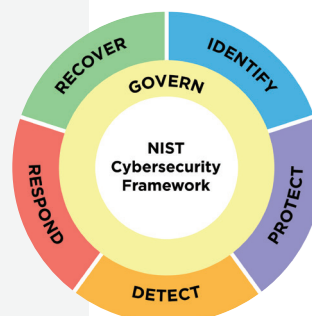 RECOVER
IDENTIFY
GOVERN
NIST
Cybersecurity
Framework
RESPOND
PROTECT
DETECT